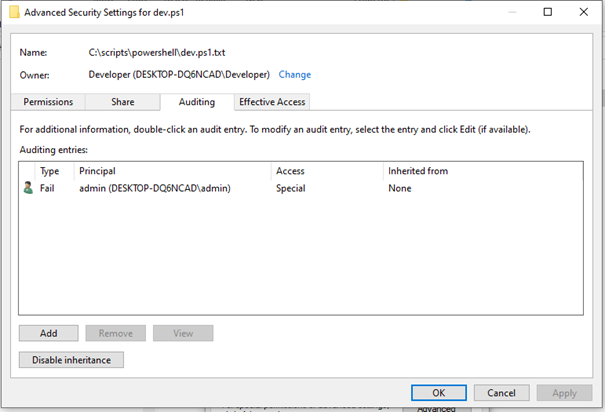 Advanced Security Settings for dev.ps1
Name: C:\scripts\powershell\dev.ps1.txt
Owner: Developer (DESKTOP-DQ6NCAD\Developer) Change
Permissions Share Auditing Effective Access
For additional information, double-click an audit entry. To modify an audit entry, select the entry and click Edit (if available).
Auditing entries:
Type Principal Access Inherited from
Fail admin (DESKTOP-DQ6NCAD\admin) Special None
Add Remove View
Disable inheritance
OK Cancel Apply
Advanced